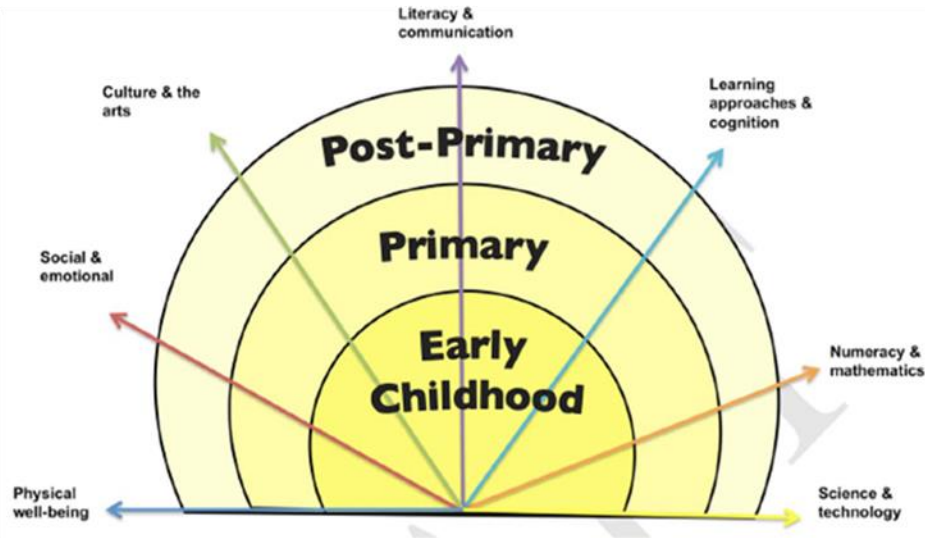 Literacy &
communication
Culture & the
arts
Learning
approaches &
cognition
Post-Primary
Primary
Social &
emotional
Early
Childhood
Numeracy &
mathematics
Physical
well-being
Science &
technology